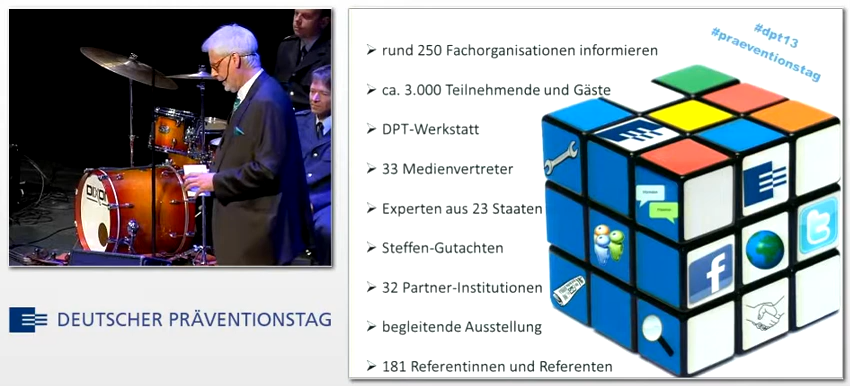 #dpt13
#praeventionstag
rund 250 Fachorganisationen informieren
ca. 3.000 Teilnehmende und Gäste
DPT-Werkstatt
33 Medienvertreter
Experten aus 23 Staaten
Steffen-Gutachten
32 Partner-Institutionen
begleitende Ausstellung
181 Referentinnen und Referenten
DEUTSCHER PRÄVENTIONSTAG